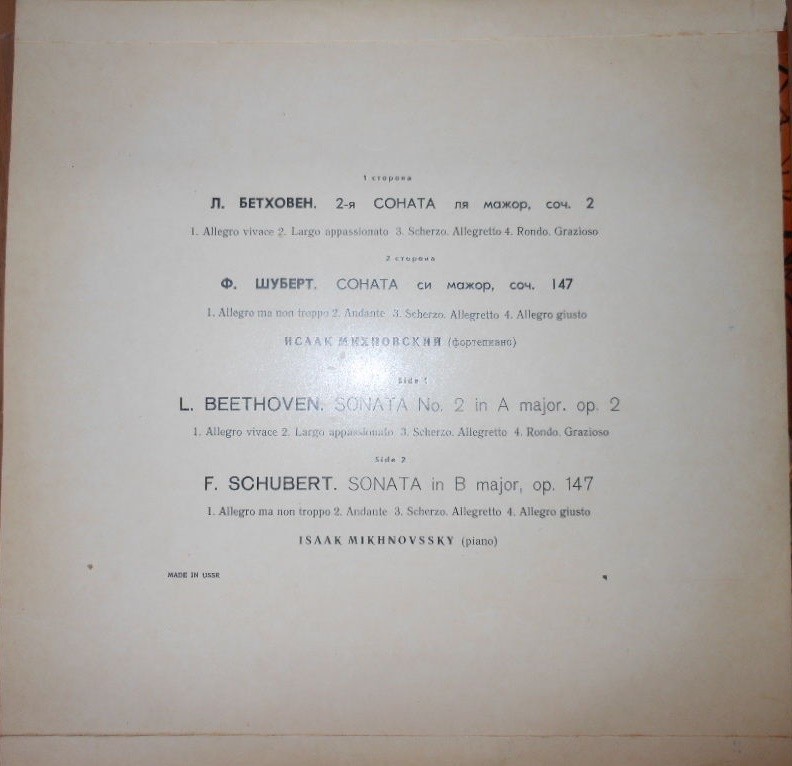 1 сторона
Л. БЕТХОВЕН. 2-я СОНАТА ля мажор, соч. 2
1. Allegro vivace 2. Largo appassionato 3. Scherzo. Allegretto 4. Rondo. Grazioso
2 сторона
Ф. ШУБЕРТ. СОНАТА си мажор, соч. 147
1. Allegro ma non troppo 2. Andante 3. Scherzo. Allegretto 4. Allegro giusto
ИСААК МИХНОВСКИЙ (фортепиано)
Side 1
L. BEETHOVEN. SONATA No. 2 in A major. op. 2
1. Allegro vivace 2. Largo appassionato 3. Scherzo. Allegretto 4. Rondo. Grazioso
Side 2
F. SCHUBERT. SONATA in B major, op. 147
1. Allegro ma non troppo 2. Andante 3. Scherzo. Allegretto 4. Allegro giusto
ISAAK MIKHNOVSSKY (piano)
MADE IN USSR